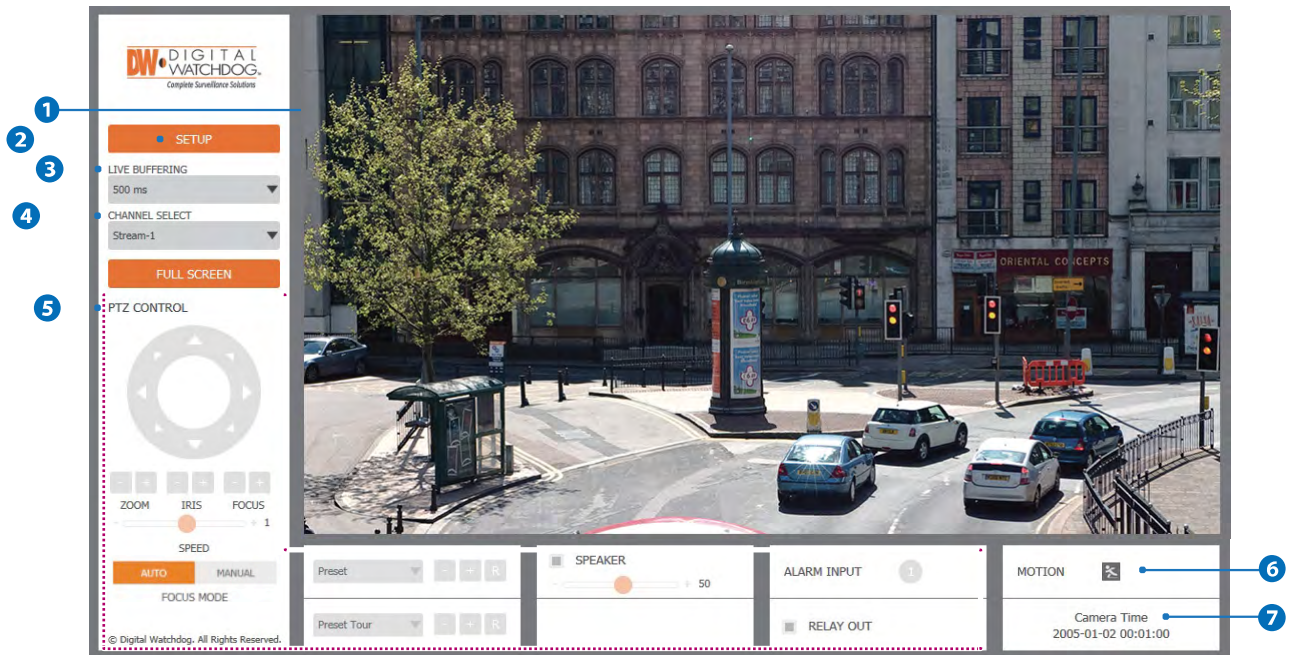 DW DIGITAL
WATCHDOG®
Complete Surveillance Solutions
1
2
SETUP
3
LIVE BUFFERING
500 ms
4
CHANNEL SELECT
Stream-1
FULL SCREEN
5
PTZ CONTROL
- + - + - +
ZOOM IRIS FOCUS
- + 1
SPEED
AUTO MANUAL
FOCUS MODE
© Digital Watchdog. All Rights Reserved.
ORIENTAL CONCEPTS
Preset - + R
Preset Tour - + R
SPEAKER
- + 50
ALARM INPUT 1
RELAY OUT
MOTION
6
Camera Time
2005-01-02 00:01:00
7